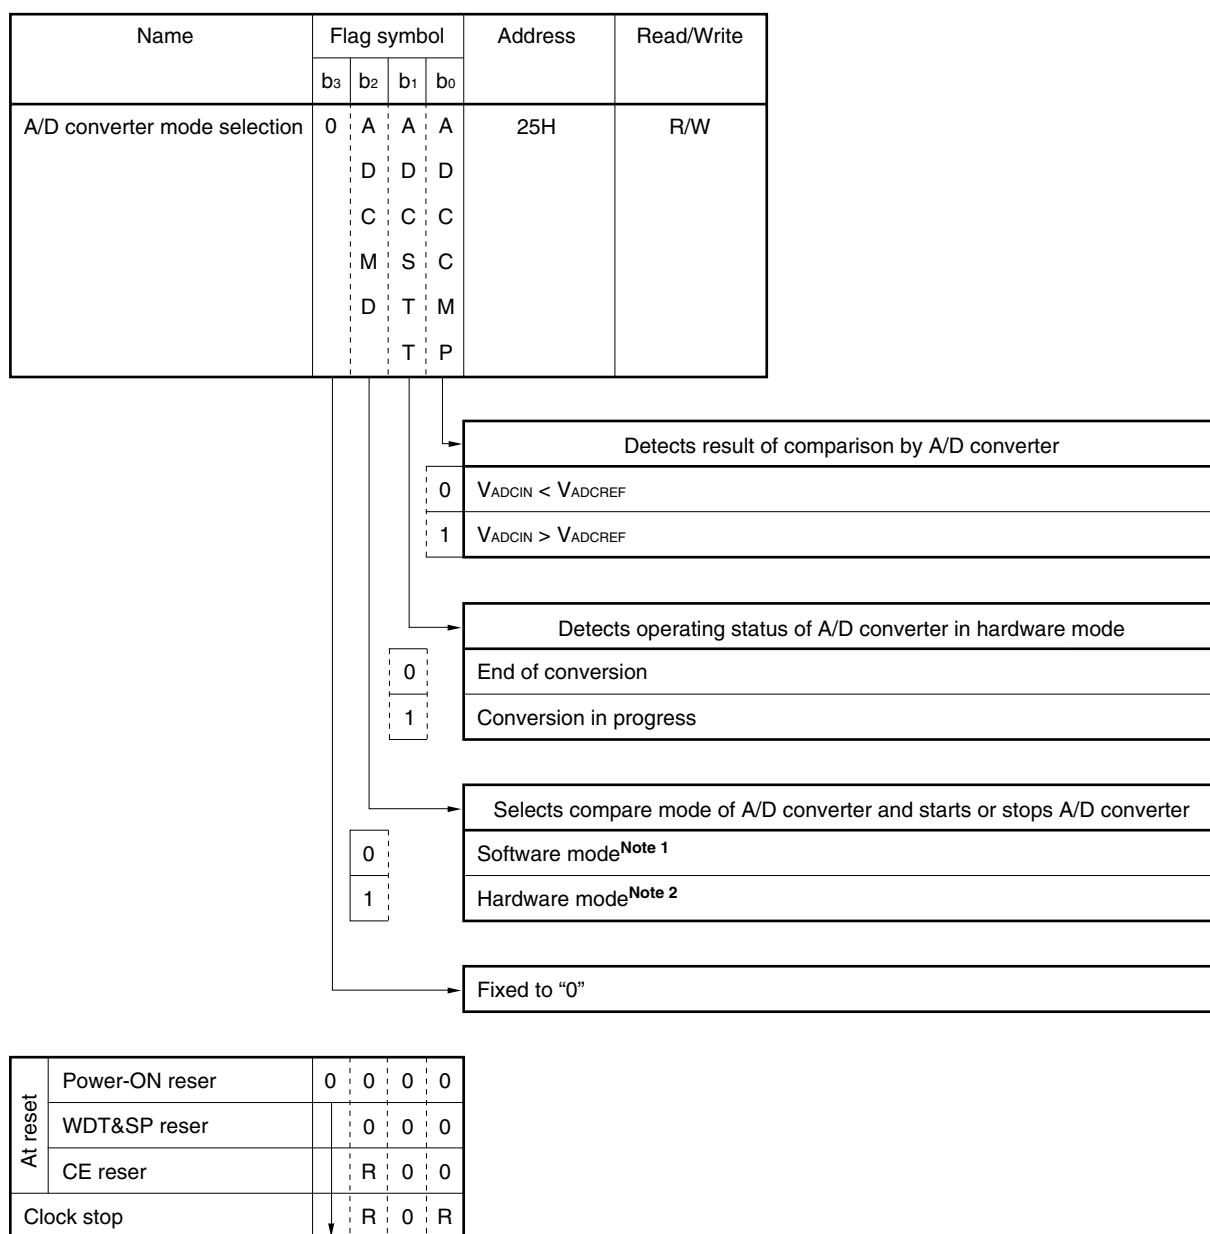 Name Flag symbol Address Read/Write
b3 b2 b1 b0
A/D converter mode selection 0 A A A 25H R/W
D D D
C C C
M S C
D T M
T P
Detects result of comparison by A/D converter
0 VADCIN < VADCREF
1 VADCIN > VADCREF
Detects operating status of A/D converter in hardware mode
0 End of conversion
1 Conversion in progress
Selects compare mode of A/D converter and starts or stops A/D converter
0 Software modeNote 1
1 Hardware modeNote 2
Fixed to “0”
At reset
Power-ON reser 0 0 0 0
WDT&SP reser 0 0 0
CE reser R 0 0
Clock stop R 0 R